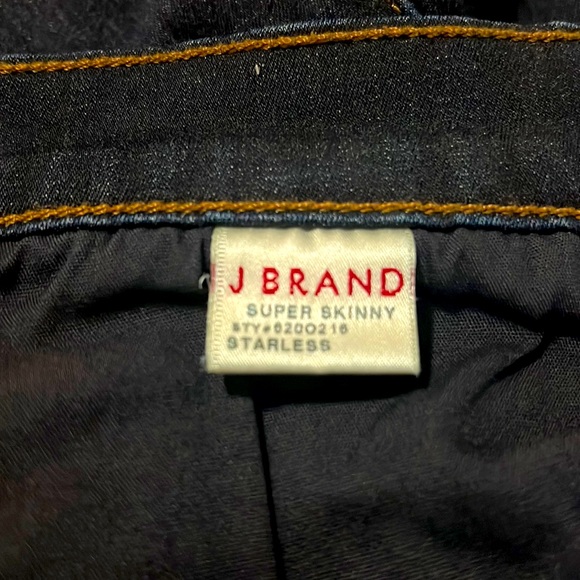 J BRAND
SUPER SKINNY
STY#620O216
STARLESS